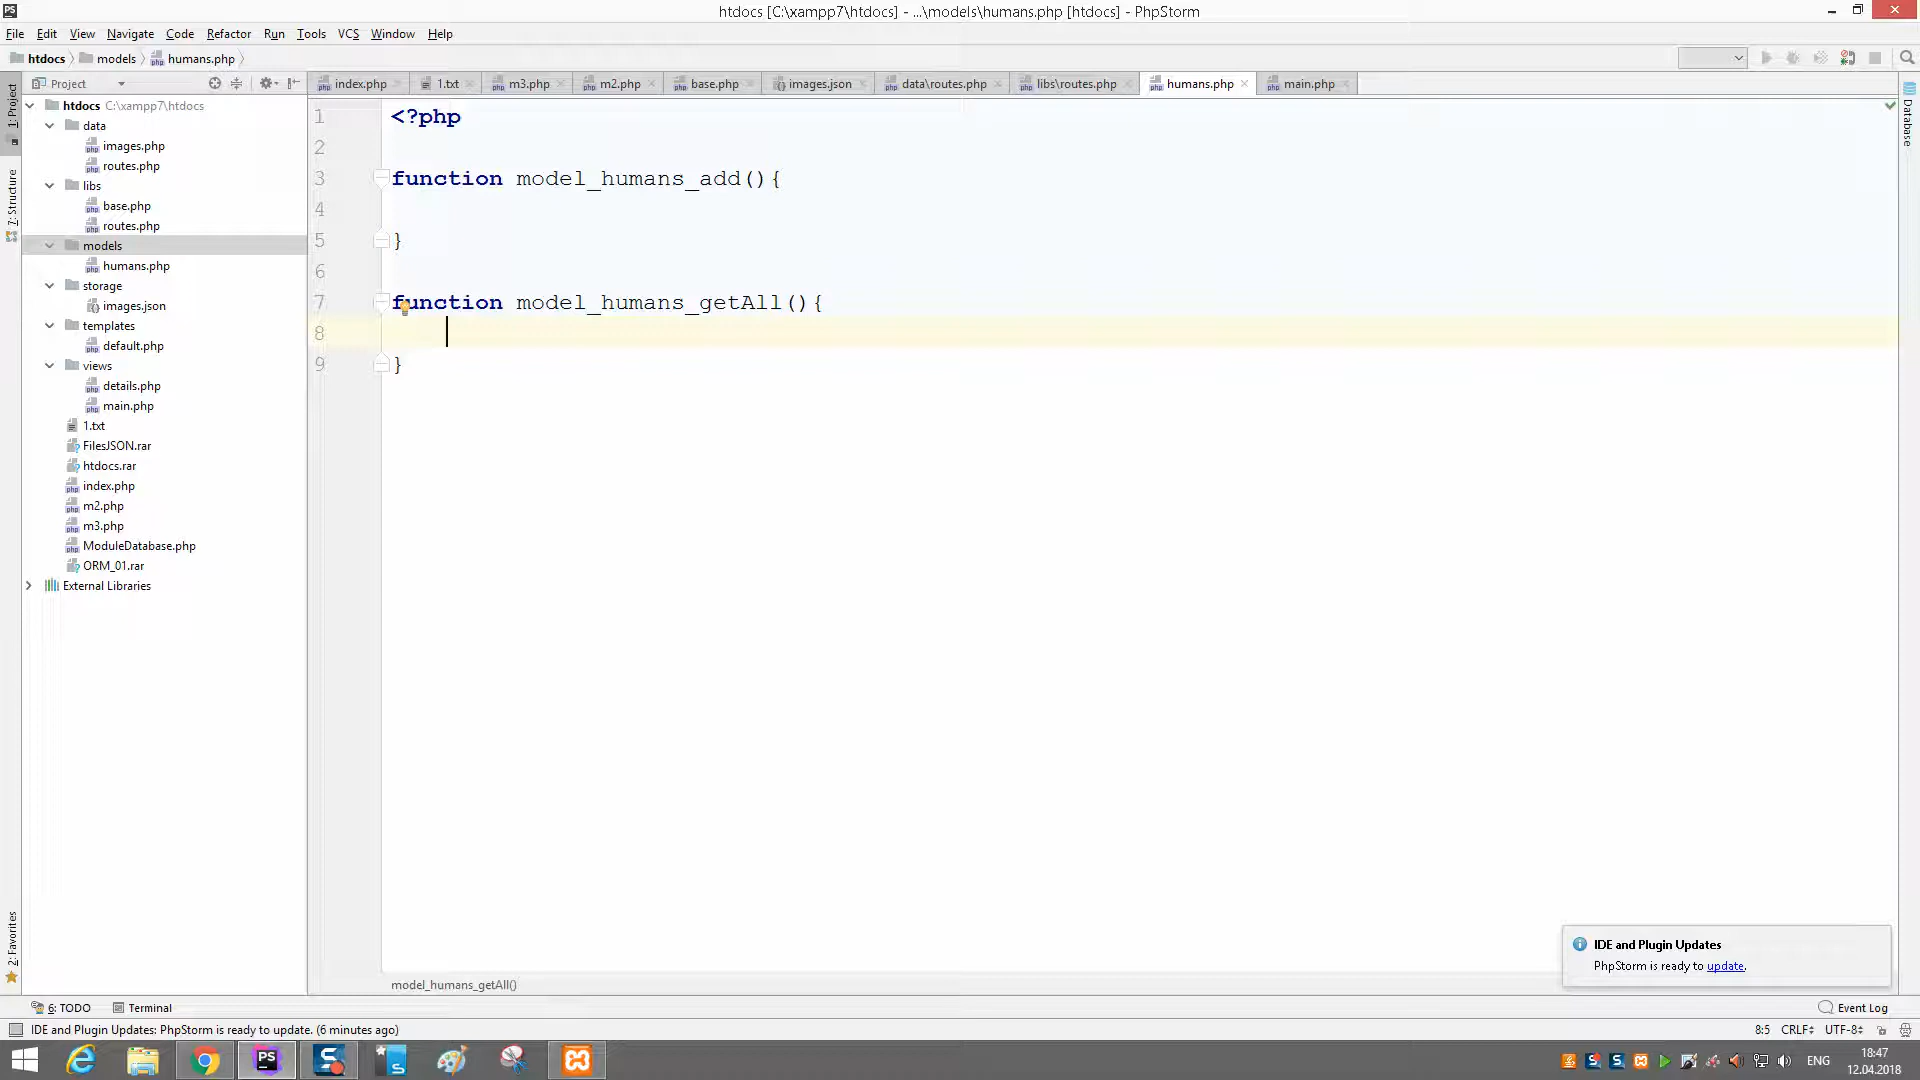 htdocs [C:\xampp7\htdocs] - ...\models\humans.php [htdocs] - PhpStorm
File Edit View Navigate Code Refactor Run Tools VCS Window Help
htdocs models humans.php
Project
index.php 1.txt m3.php m2.php base.php images.json data\routes.php libs\routes.php humans.php main.php
1: Project
7: Structure
2: Favorites
Database
htdocs C:\xampp7\htdocs
data
images.php
routes.php
libs
base.php
routes.php
models
humans.php
storage
images.json
templates
default.php
views
details.php
main.php
1.txt
FilesJSON.rar
htdocs.rar
index.php
m2.php
m3.php
ModuleDatabase.php
ORM_01.rar
External Libraries
1 <?php
2
3 function model_humans_add(){
4
5 }
6
7 function model_humans_getAll(){
8
9 }
model_humans_getAll()
IDE and Plugin Updates
PhpStorm is ready to update.
6: TODO Terminal Event Log
IDE and Plugin Updates: PhpStorm is ready to update. (6 minutes ago) 8:5 CRLF UTF-8
ENG 18:47
12.04.2018